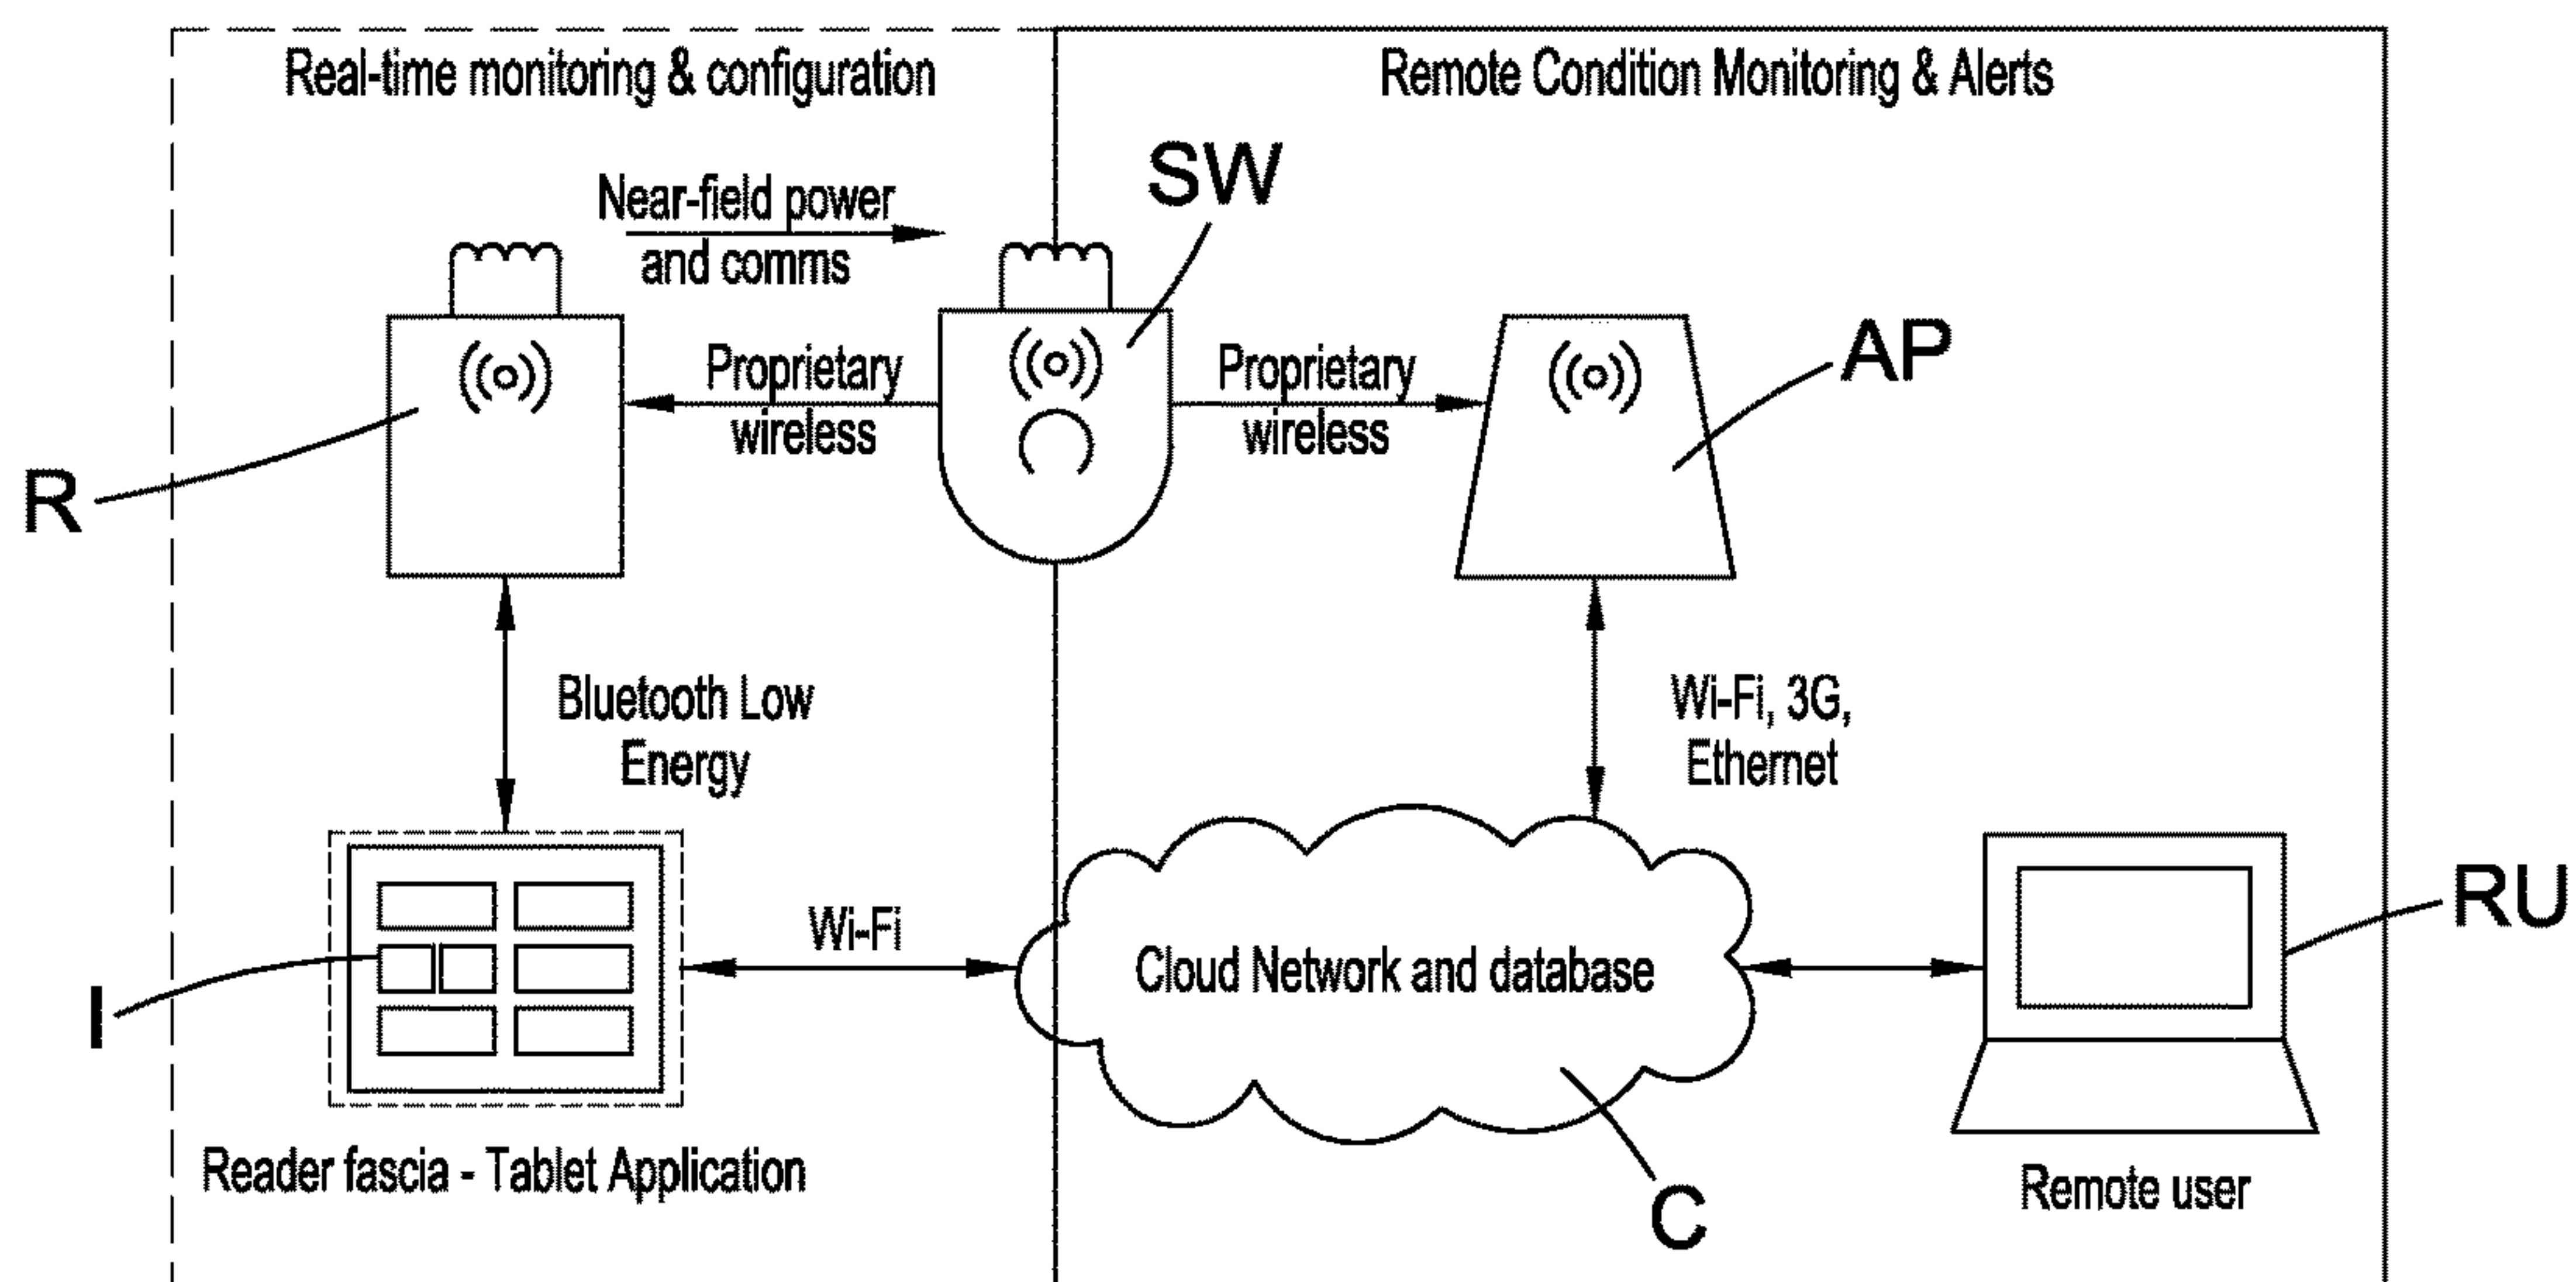 Real-time monitoring & configuration
Remote Condition Monitoring & Alerts
SW
Near-field power
and comms
AP
Proprietary
wireless
Proprietary
wireless
R
Bluetooth Low
Energy
Wi-Fi, 3G,
Ethernet
RU
Wi-Fi
Cloud Network and database
I
Reader fascia - Tablet Application
C
Remote user